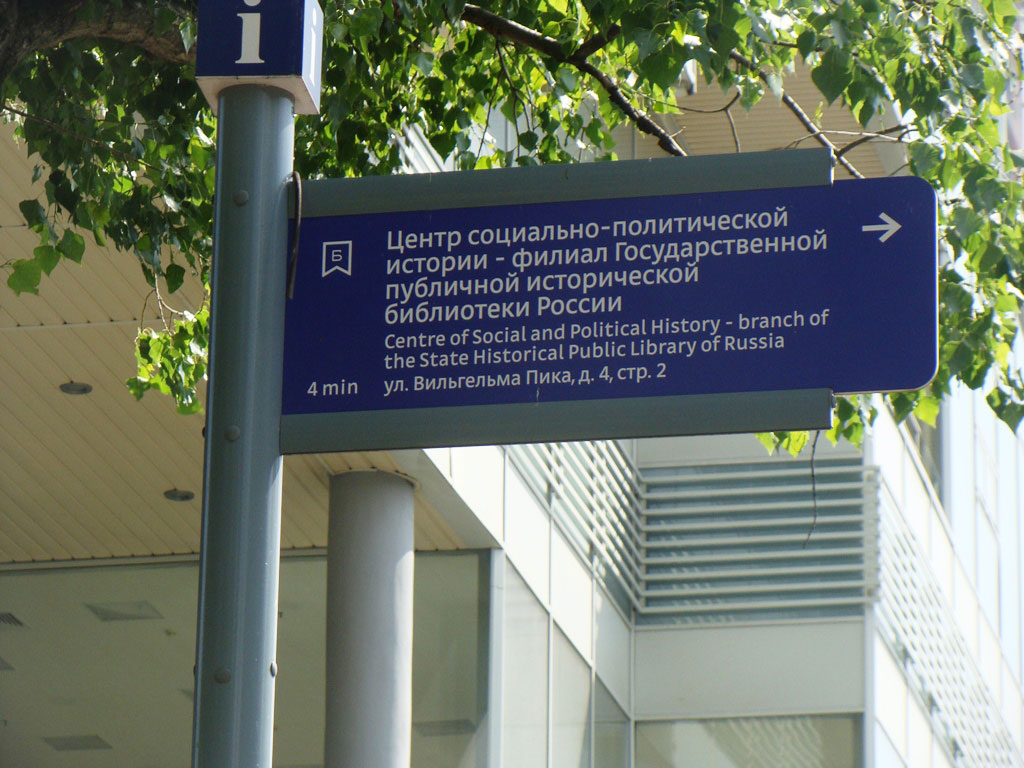 i
i
Б
Центр социально-политической
истории - филиал Государственной
публичной исторической
библиотеки России
Centre of Social and Political History - branch of
the State Historical Public Library of Russia
4 min
ул. Вильгельма Пика, д. 4, стр. 2